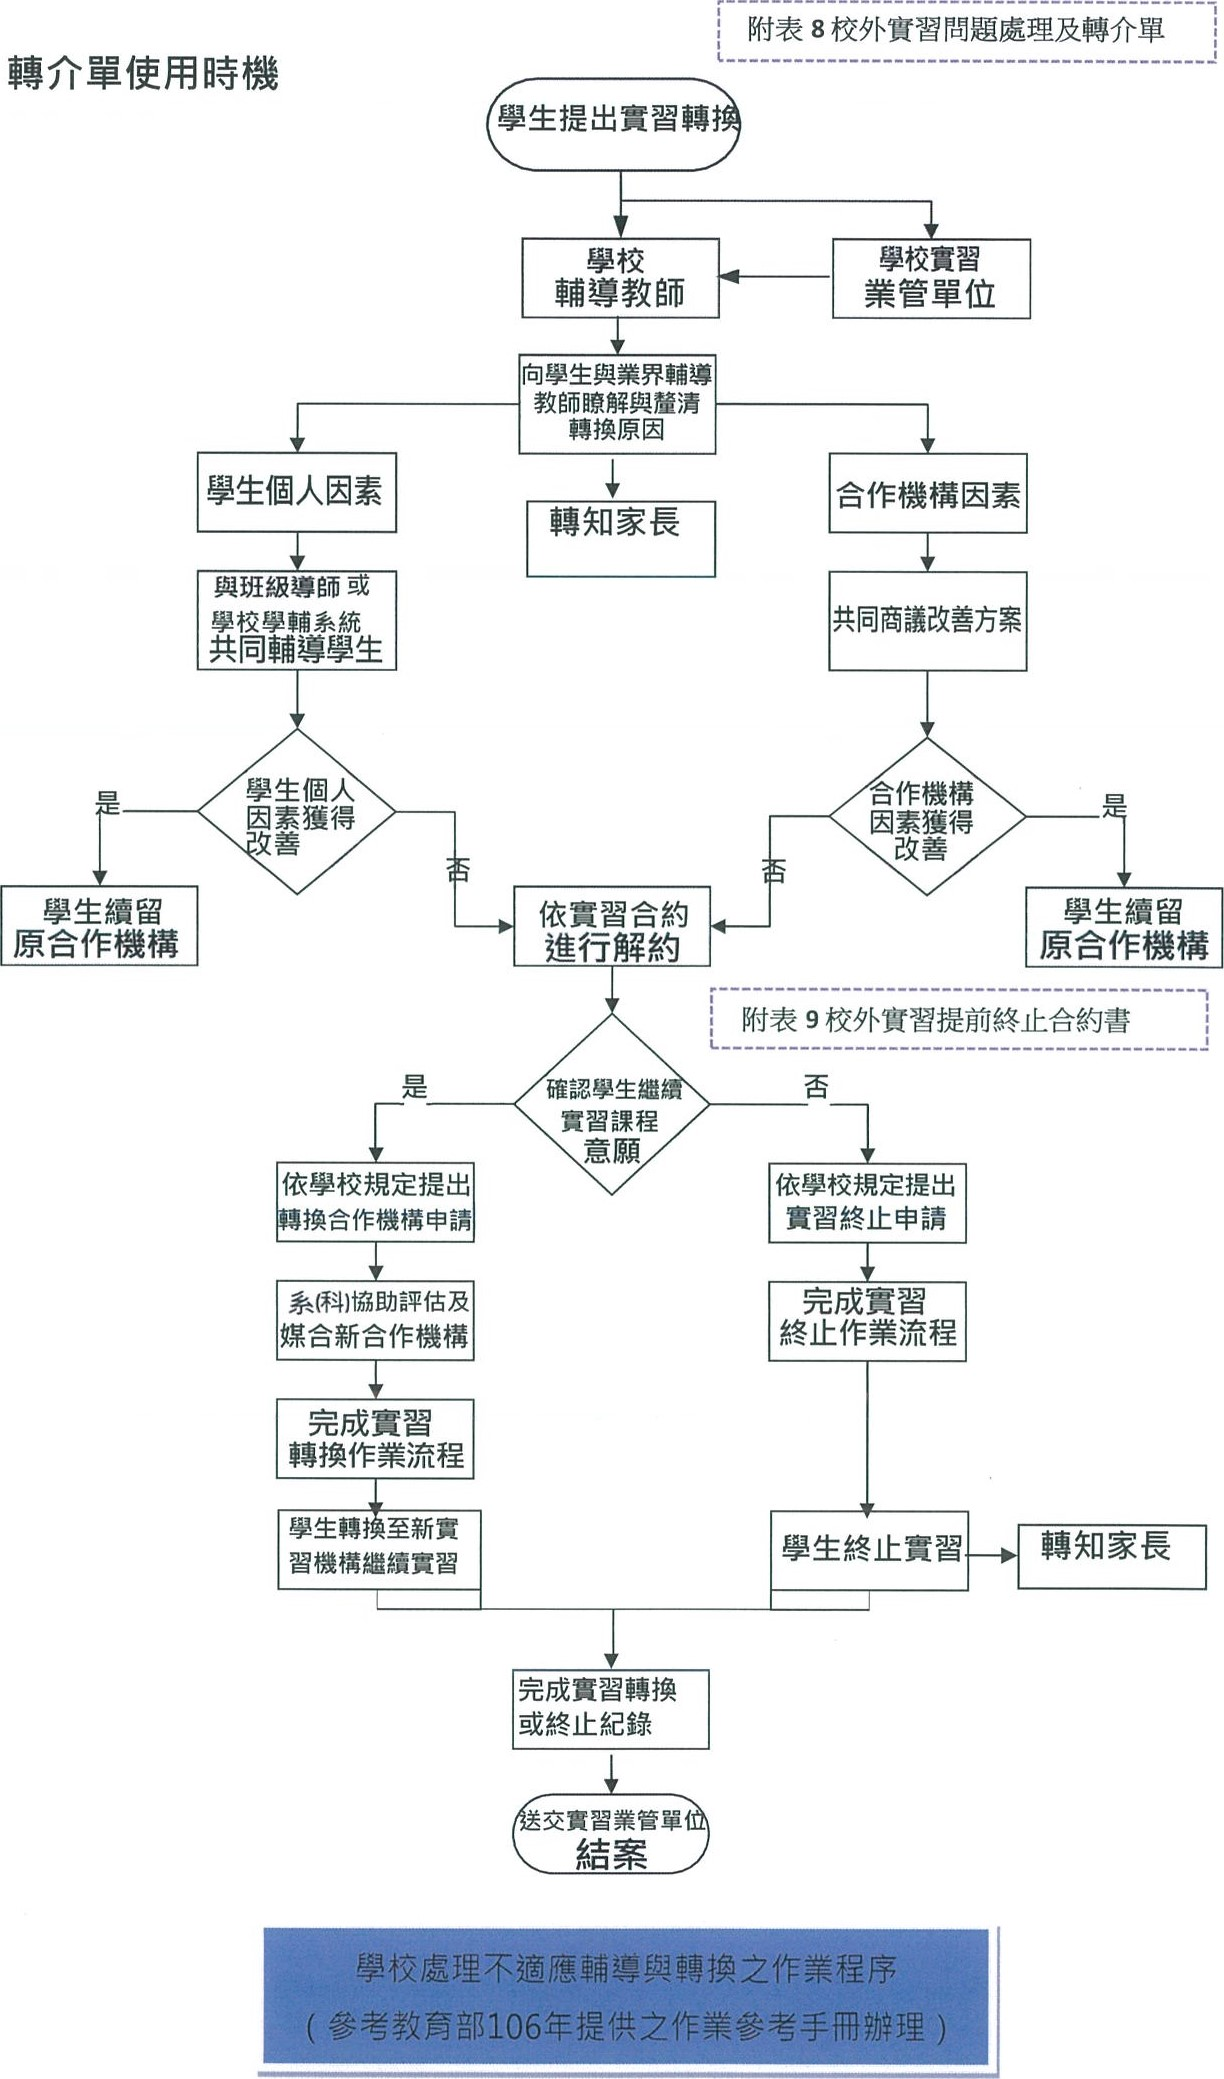 附表 8 校外實習問題處理及轉介單
轉介單使用時機
學生提出實習轉換
學校
輔導教師
學校實習
業管單位
向學生與業界輔導
教師瞭解與釐清
轉換原因
學生個人因素
轉知家長
合作機構因素
與班級導師 或
學校學輔系統
共同輔導學生
共同商議改善方案
學生個人
因素獲得
改善
合作機構
因素獲得
改善
是
否
否
是
學生續留
原合作機構
依實習合約
進行解約
學生續留
原合作機構
附表 9 校外實習提前終止合約書
確認學生繼續
實習課程
意願
是
否
依學校規定提出
轉換合作機構申請
依學校規定提出
實習終止申請
系(科)協助評估及
媒合新合作機構
完成實習
終止作業流程
完成實習
轉換作業流程
學生轉換至新實
習機構繼續實習
學生終止實習
轉知家長
完成實習轉換
或終止紀錄
送交實習業管單位
結案
學校處理不適應輔導與轉換之作業程序
（參考教育部106年提供之作業參考手冊辦理）